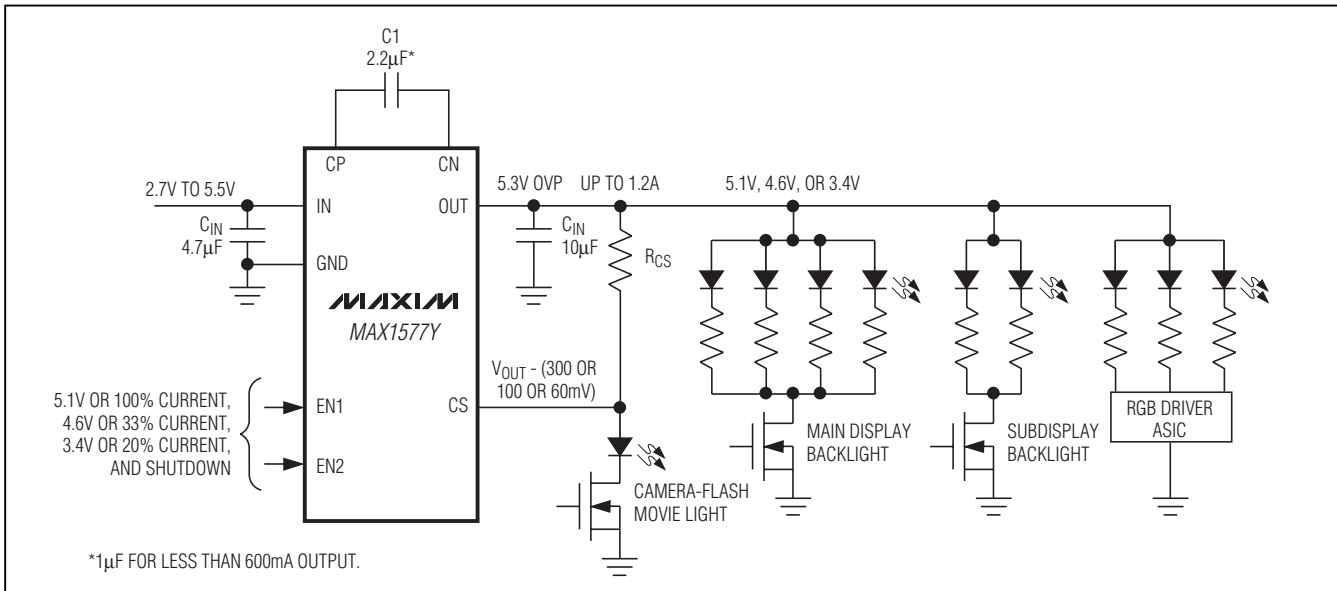 C1
2.2μF*
CP
CN
2.7V TO 5.5V
IN
OUT
5.3V OVP
UP TO 1.2A
5.1V, 4.6V, OR 3.4V
CIN
4.7μF
GND
CIN
10μF
RCS
MAXIM
MAX1577Y
VOUT - (300 OR
100 OR 60mV)
5.1V OR 100% CURRENT,
4.6V OR 33% CURRENT,
3.4V OR 20% CURRENT,
AND SHUTDOWN
EN1
EN2
CS
CAMERA-FLASH
MOVIE LIGHT
MAIN DISPLAY
BACKLIGHT
SUBDISPLAY
BACKLIGHT
RGB DRIVER
ASIC
*1μF FOR LESS THAN 600mA OUTPUT.